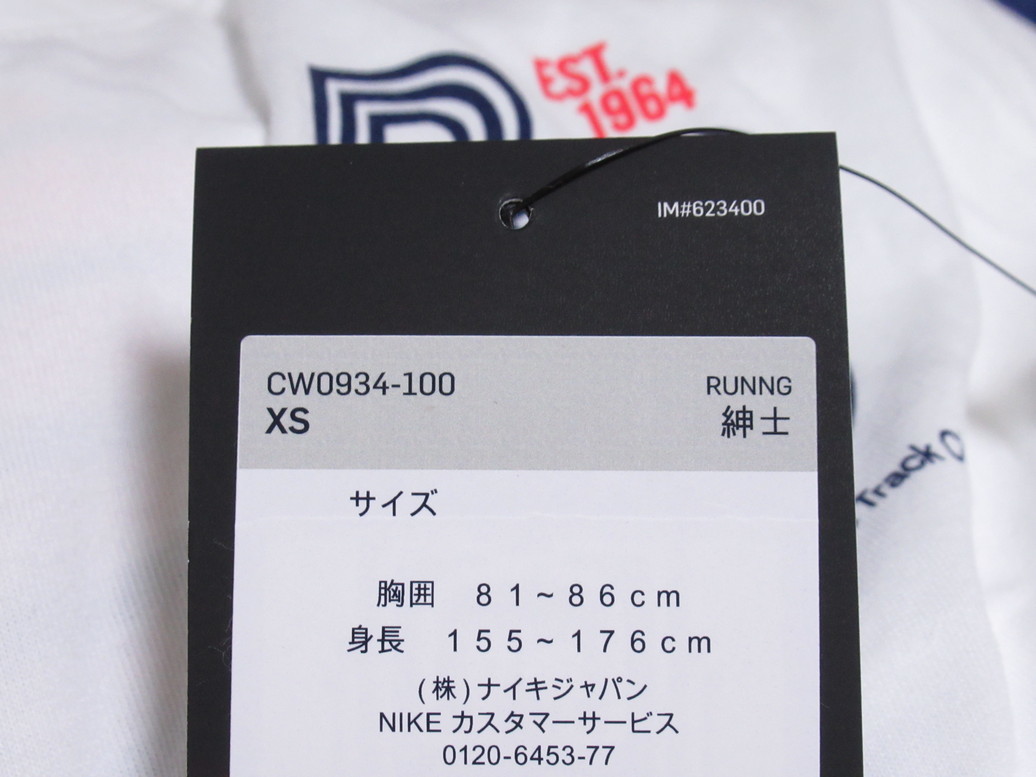 EST.
1964
IM#623400
CW0934-100
RUNNG
XS
紳士
サイズ
胸囲 81~86cm
身長 155~176cm
(株)ナイキジャパン
NIKE カスタマーサービス
0120-6453-77
Track